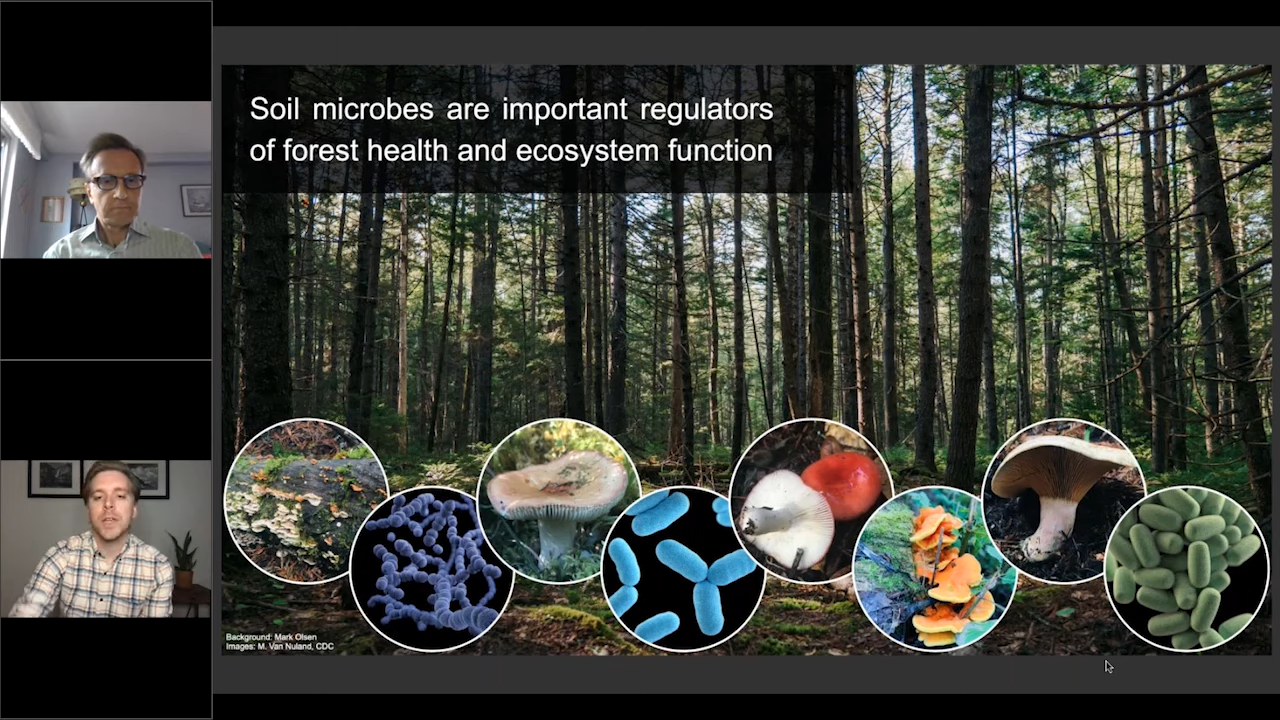 Soil microbes are important regulators
of forest health and ecosystem function
Background: Mark Olsen
Images: M. Van Nuland, CDC